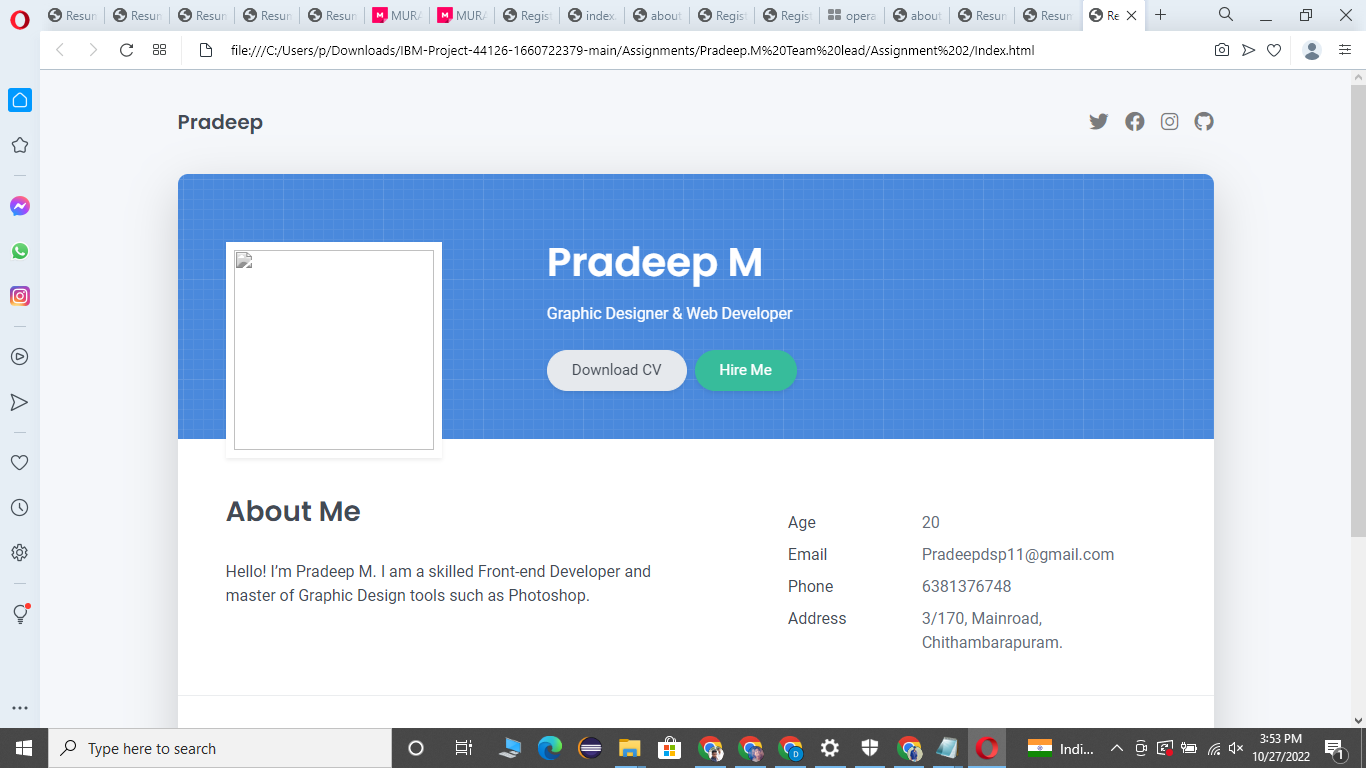 Resun
Resun
Resun
Resun
Resun
MURA
MURA
Regist
index.
about
Regist
Regist
opera
about
Resun
Resum
Re
file:///C:/Users/p/Downloads/IBM-Project-44126-1660722379-main/Assignments/Pradeep.M%20Team%20lead/Assignment%202/Index.html
Pradeep
Pradeep M
Graphic Designer & Web Developer
Download CV Hire Me
About Me
Hello! I’m Pradeep M. I am a skilled Front-end Developer and
master of Graphic Design tools such as Photoshop.
Age 20
Email Pradeepdsp11@gmail.com
Phone 6381376748
Address 3/170, Mainroad,
Chithambarapuram.
Type here to search
D
Indi...
3:53 PM
10/27/2022
1